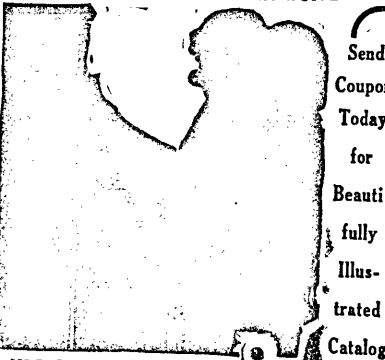 Send
Coupon
Today
for
Beauti
fully
Illus-
trated
Catalog